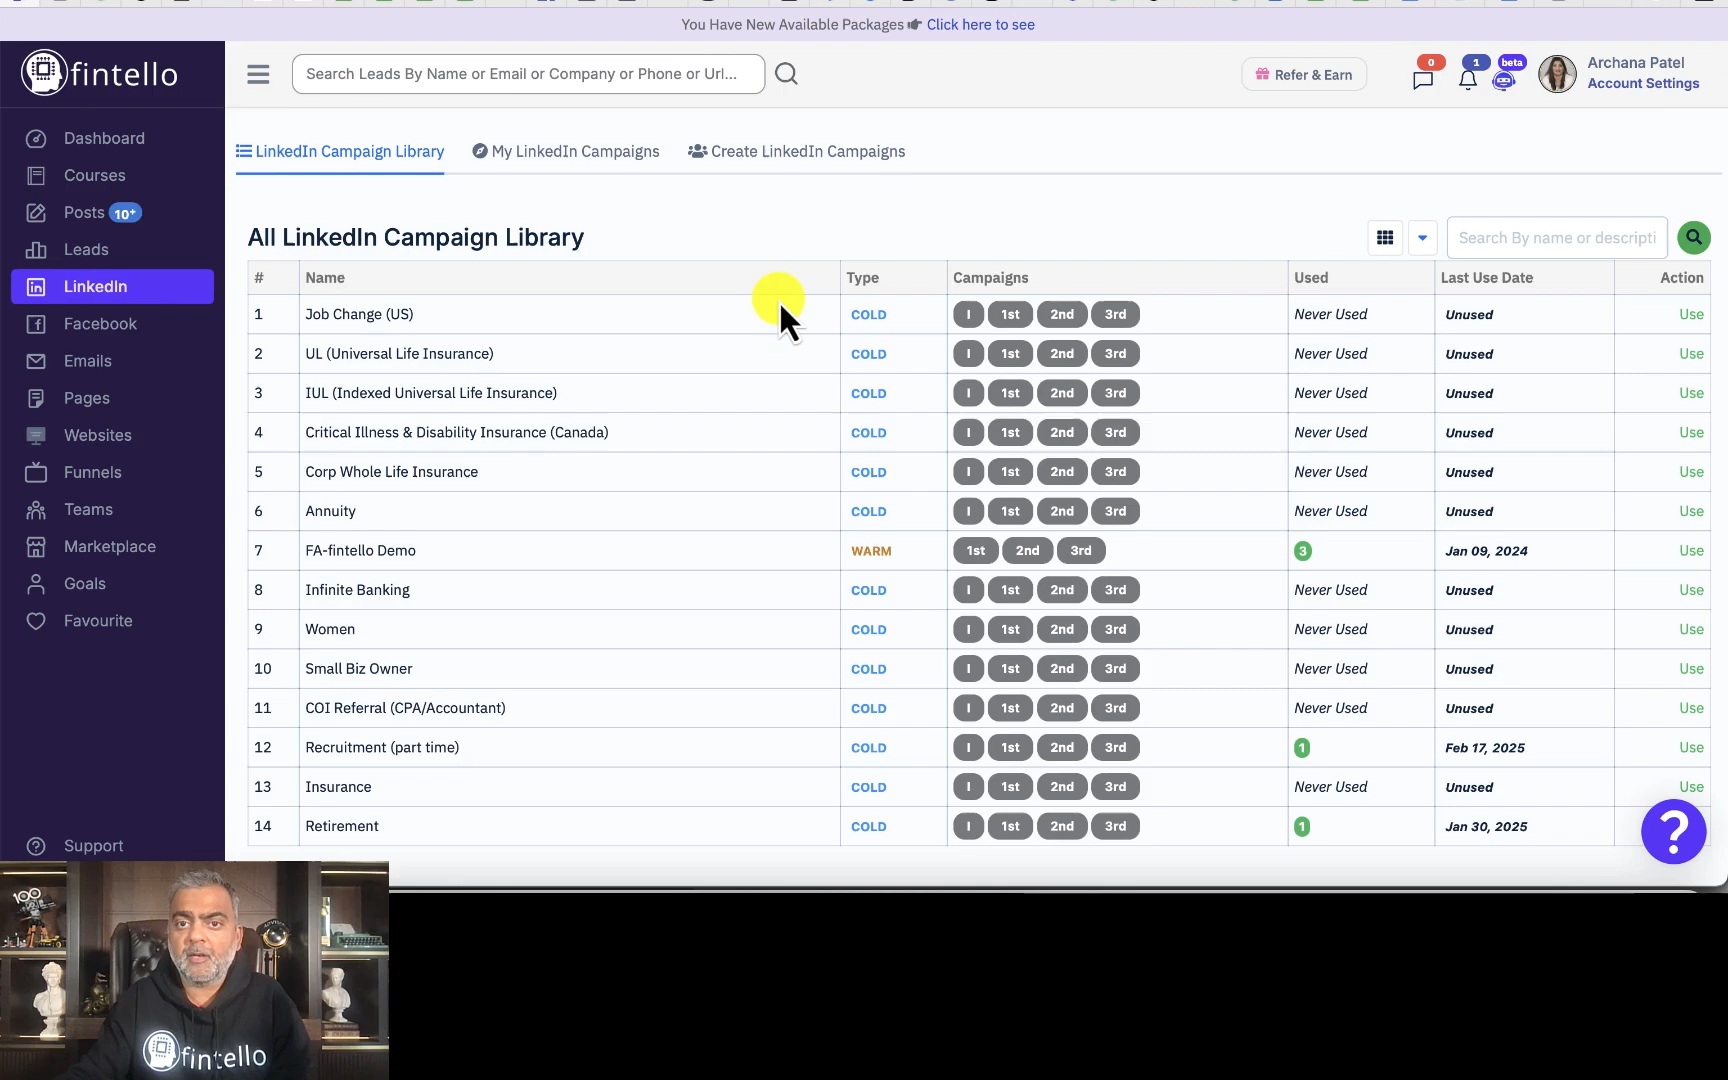 You Have New Available Packages Click here to see
fintello
Search Leads By Name or Email or Company or Phone or Url...
Refer & Earn
0
1
beta
Archana Patel
Account Settings
Dashboard
Courses
Posts 10+
Leads
LinkedIn
Facebook
Emails
Pages
Websites
Funnels
Teams
Marketplace
Goals
Favourite
Support
LinkedIn Campaign Library My LinkedIn Campaigns Create LinkedIn Campaigns
All LinkedIn Campaign Library
Search By name or descripti
# Name Type Campaigns Used Last Use Date Action
1 Job Change (US) COLD I 1st 2nd 3rd Never Used Unused Use
2 UL (Universal Life Insurance) COLD I 1st 2nd 3rd Never Used Unused Use
3 IUL (Indexed Universal Life Insurance) COLD I 1st 2nd 3rd Never Used Unused Use
4 Critical Illness & Disability Insurance (Canada) COLD I 1st 2nd 3rd Never Used Unused Use
5 Corp Whole Life Insurance COLD I 1st 2nd 3rd Never Used Unused Use
6 Annuity COLD I 1st 2nd 3rd Never Used Unused Use
7 FA-fintello Demo WARM 1st 2nd 3rd 3 Jan 09, 2024 Use
8 Infinite Banking COLD I 1st 2nd 3rd Never Used Unused Use
9 Women COLD I 1st 2nd 3rd Never Used Unused Use
10 Small Biz Owner COLD I 1st 2nd 3rd Never Used Unused Use
11 COI Referral (CPA/Accountant) COLD I 1st 2nd 3rd Never Used Unused Use
12 Recruitment (part time) COLD I 1st 2nd 3rd 1 Feb 17, 2025 Use
13 Insurance COLD I 1st 2nd 3rd Never Used Unused Use
14 Retirement COLD I 1st 2nd 3rd 1 Jan 30, 2025 Use
?
100
fintello